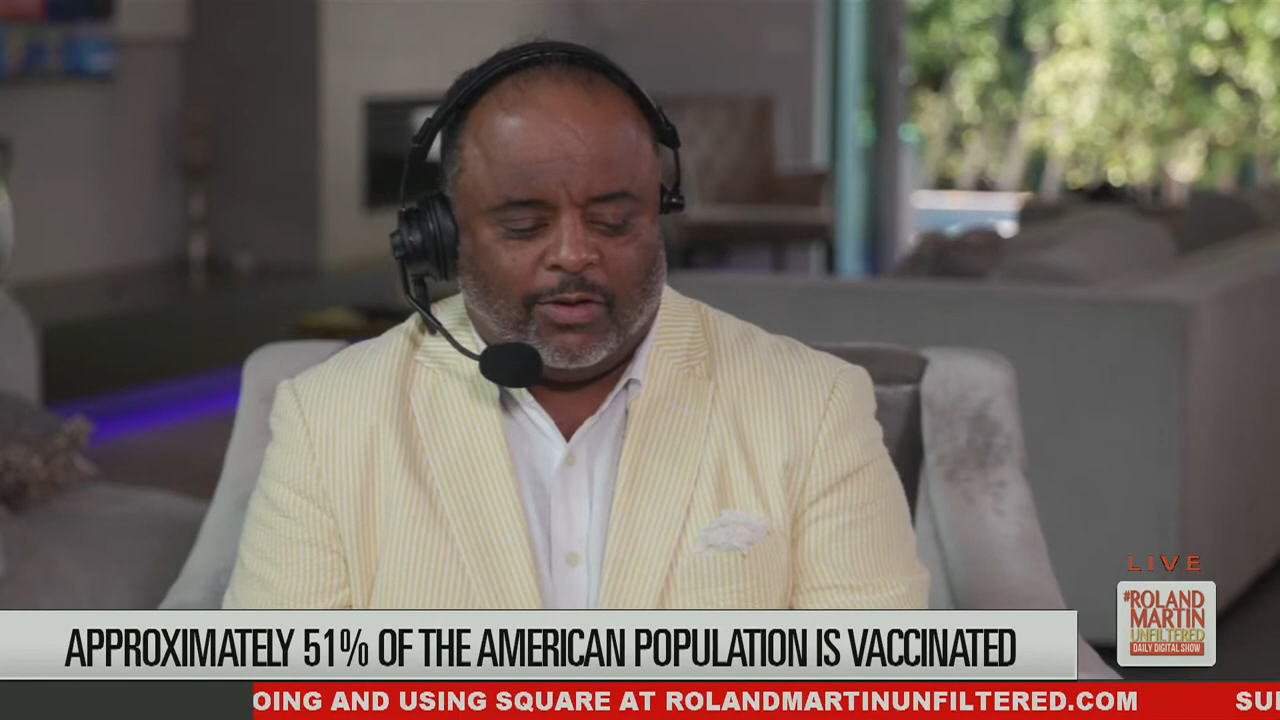 LIVE
#ROLAND
MARTIN
UNFILTERED
DAILY DIGITAL SHOW
APPROXIMATELY 51% OF THE AMERICAN POPULATION IS VACCINATED
OING AND USING SQUARE AT ROLANDMARTINUNFILTERED.COM